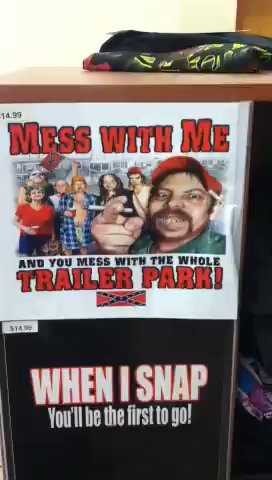 14.99
MESS WITH ME
AND YOU MESS WITH THE WHOLE
TRAILER PARK!
$14.99
WHEN I SNAP
You'll be the first to go!